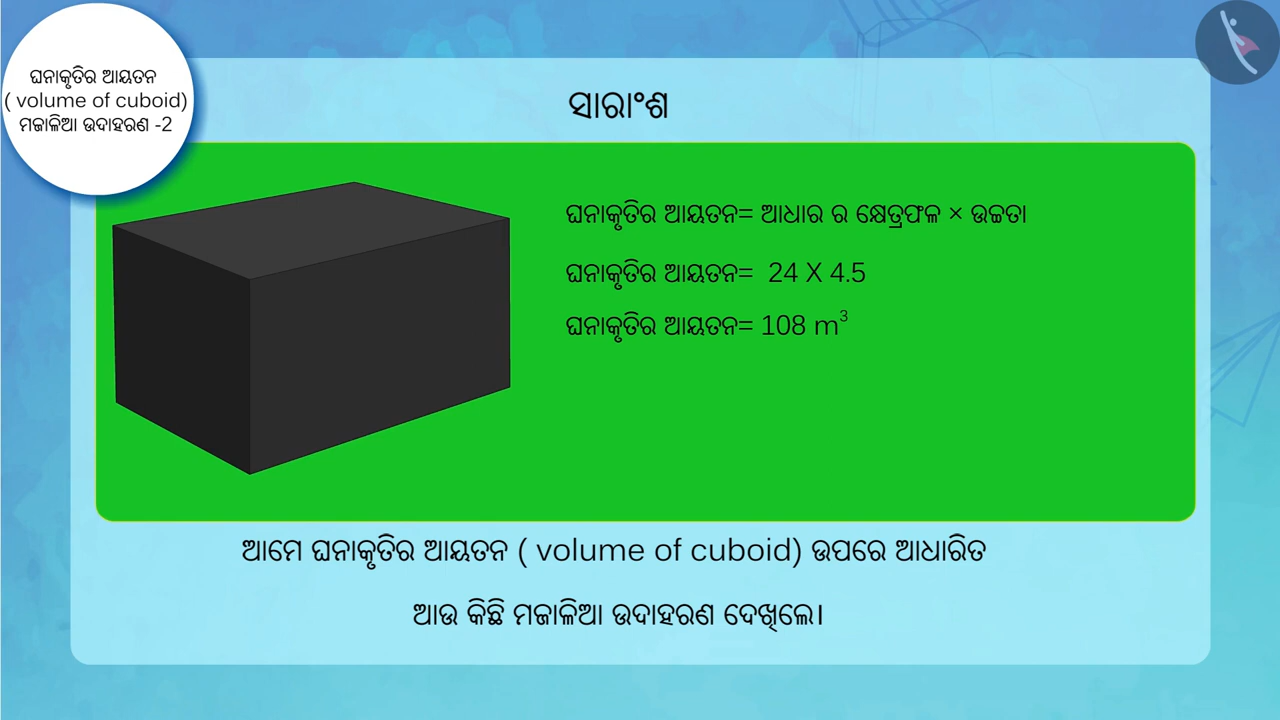 ଘନାକୃତିର ଆୟତନ
( volume of cuboid)
ମଜାଳିଆ ଉଦାହରଣ -2
ସାରାଂଶ
ଘନାକୃତିର ଆୟତନ= ଆଧାର ର କ୍ଷେତ୍ରଫଳ × ଉଚ୍ଚତା
ଘନାକୃତିର ଆୟତନ= 24 X 4.5
ଘନାକୃତିର ଆୟତନ= 108 m³
ଆମେ ଘନାକୃତିର ଆୟତନ ( volume of cuboid) ଉପରେ ଆଧାରିତ
ଆଉ କିଛି ମଜାଳିଆ ଉଦାହରଣ ଦେଖିଲେ।